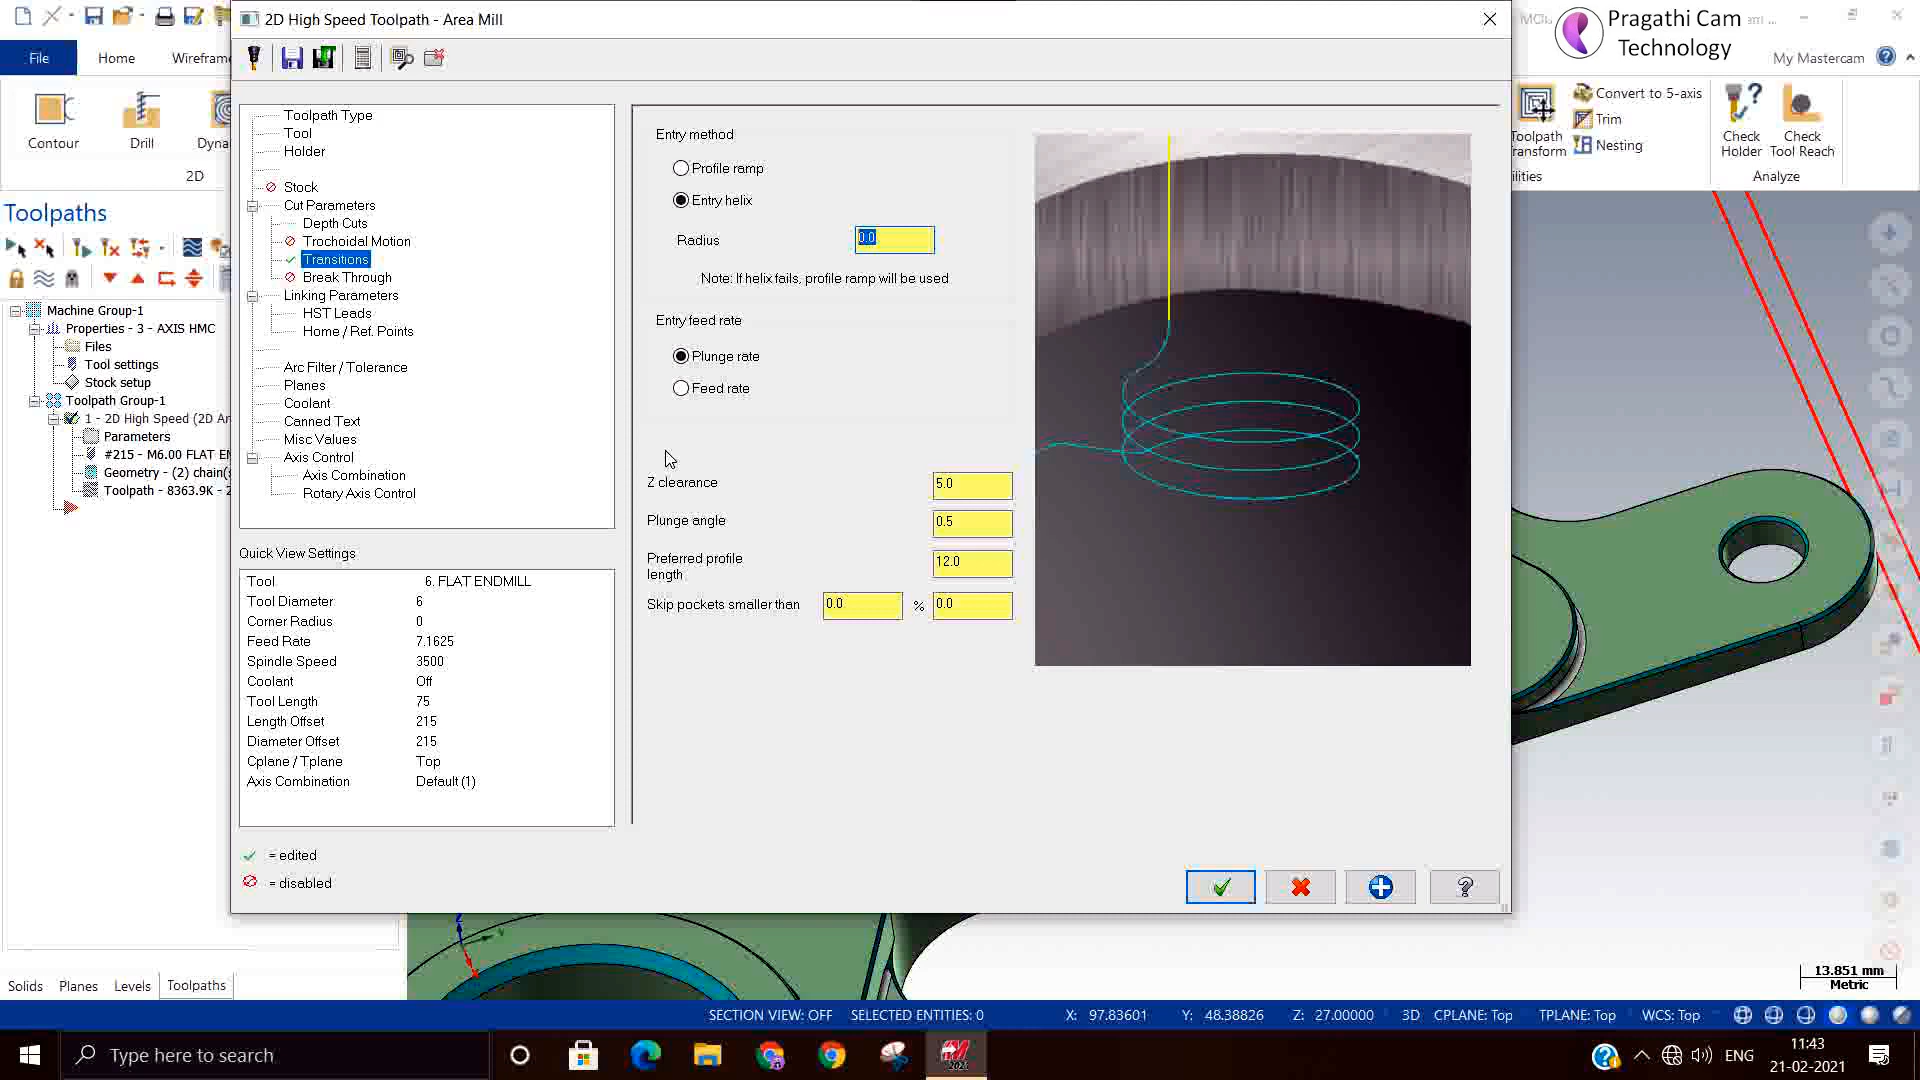 2D High Speed Toolpath - Area Mill
Pragathi Cam
Technology
File
Home
Wirefram
My Mastercam
Contour
Drill
Dyna
2D
Convert to 5-axis
Trim
Nesting
Toolpath
ransform
Check
Holder
Check
Tool Reach
ilities
Analyze
Toolpaths
Machine Group-1
Properties - 3 - AXIS HMC
Files
Tool settings
Stock setup
Toolpath Group-1
1 - 2D High Speed (2D Ar
Parameters
#215 - M6.00 FLAT EN
Geometry - (2) chain(s
Toolpath - 8363.9K - 2
Toolpath Type
Tool
Holder
Stock
Cut Parameters
Depth Cuts
Trochoidal Motion
Transitions
Break Through
Linking Parameters
HST Leads
Home / Ref. Points
Arc Filter / Tolerance
Planes
Coolant
Canned Text
Misc Values
Axis Control
Axis Combination
Rotary Axis Control
Quick View Settings
Tool 6. FLAT ENDMILL
Tool Diameter 6
Corner Radius 0
Feed Rate 7.1625
Spindle Speed 3500
Coolant Off
Tool Length 75
Length Offset 215
Diameter Offset 215
Cplane / Tplane Top
Axis Combination Default (1)
= edited
= disabled
Entry method
Profile ramp
Entry helix
Radius 0.0
Note: If helix fails, profile ramp will be used
Entry feed rate
Plunge rate
Feed rate
Z clearance 5.0
Plunge angle 0.5
Preferred profile
length 12.0
Skip pockets smaller than 0.0 % 0.0
13.851 mm
Metric
Solids Planes Levels Toolpaths
SECTION VIEW: OFF SELECTED ENTITIES: 0 X: 97.83601 Y: 48.38826 Z: 27.00000 3D CPLANE: Top TPLANE: Top WCS: Top
Type here to search
ENG
11:43
21-02-2021